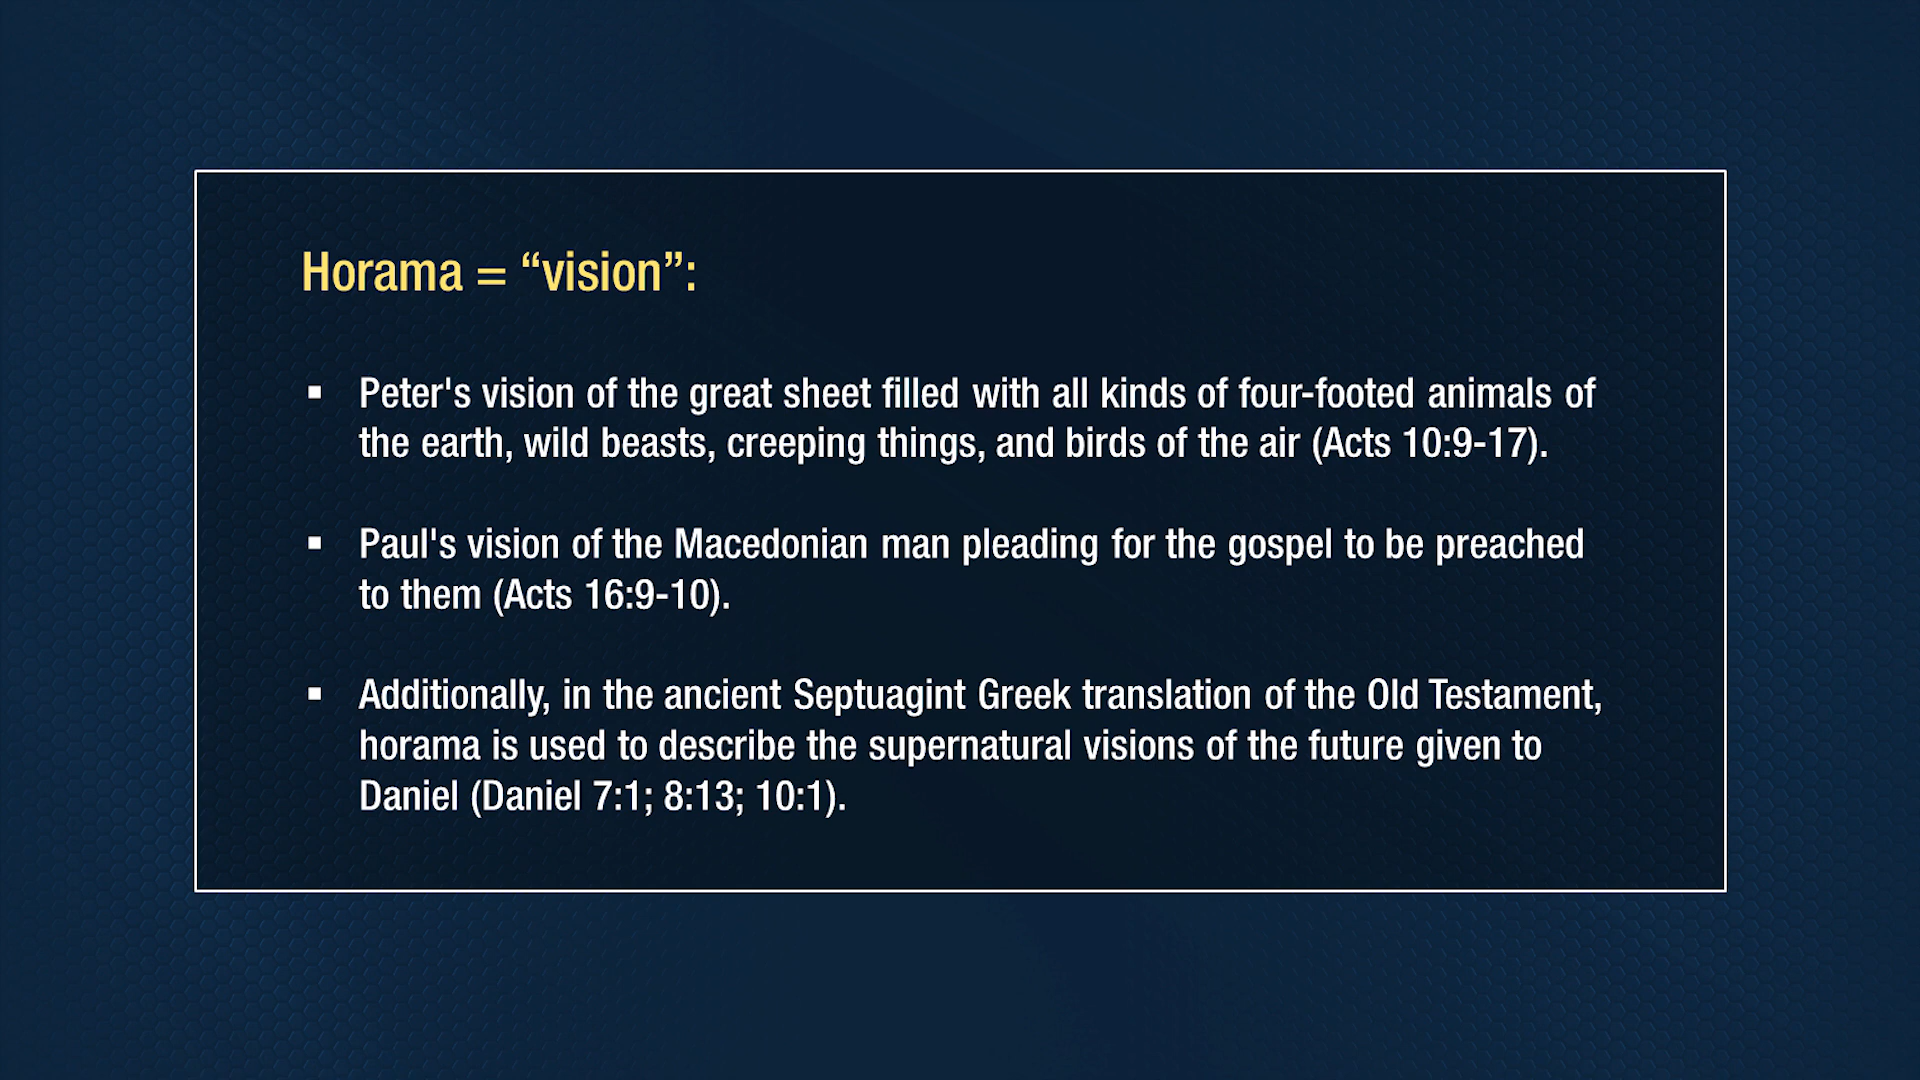 Horama = “vision”:
▪ Peter's vision of the great sheet filled with all kinds of four-footed animals of
the earth, wild beasts, creeping things, and birds of the air (Acts 10:9-17).
▪ Paul's vision of the Macedonian man pleading for the gospel to be preached
to them (Acts 16:9-10).
▪ Additionally, in the ancient Septuagint Greek translation of the Old Testament,
horama is used to describe the supernatural visions of the future given to
Daniel (Daniel 7:1; 8:13; 10:1).